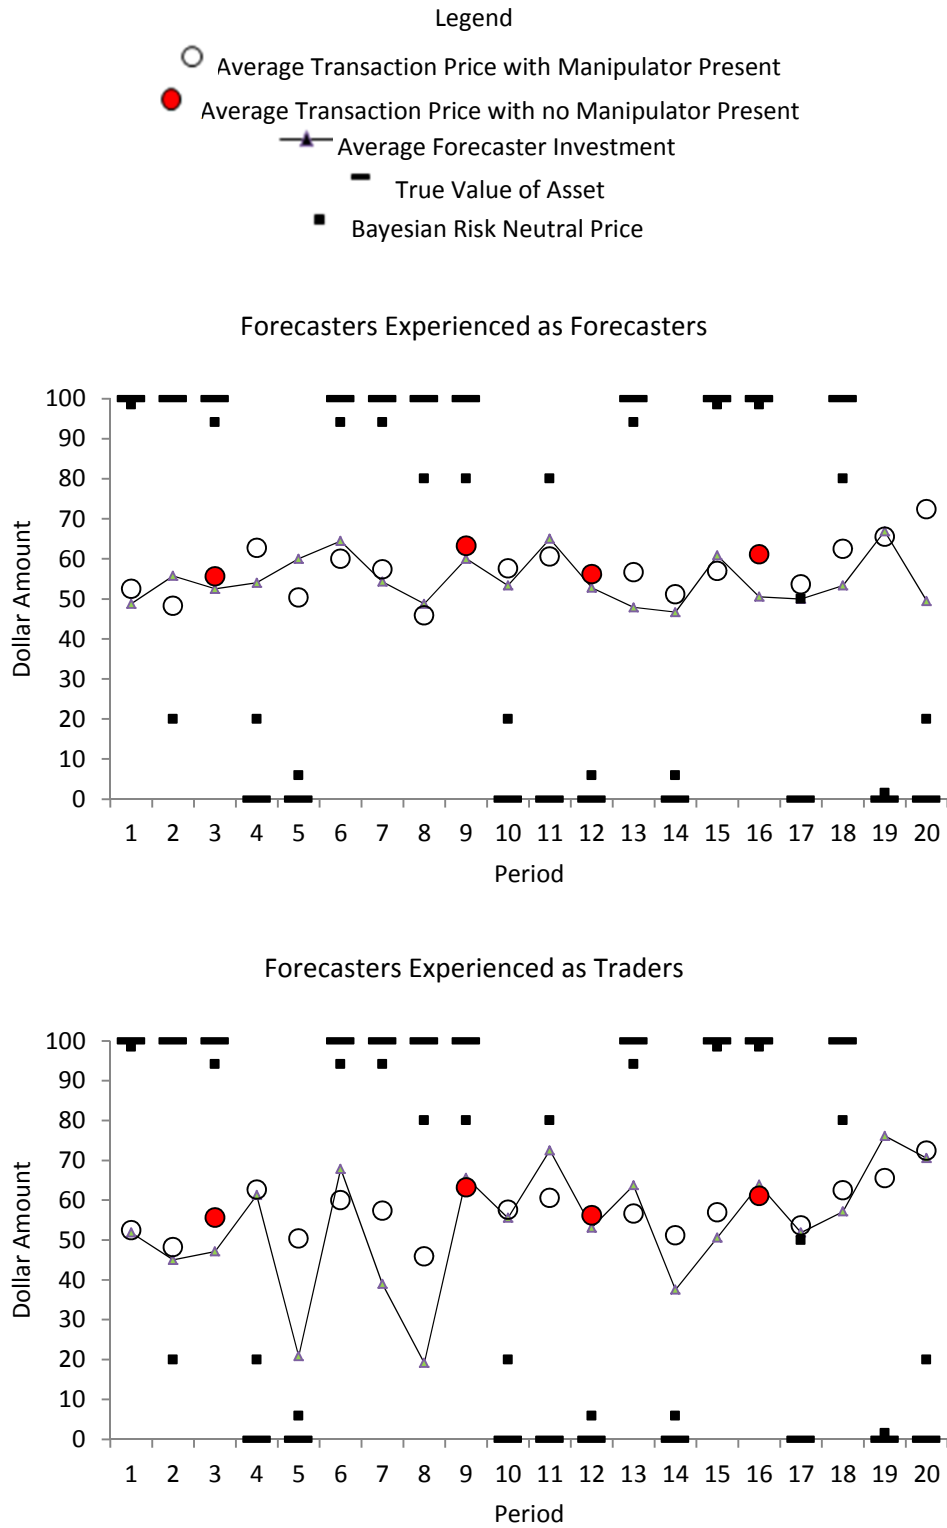 Legend
Average Transaction Price with Manipulator Present
Average Transaction Price with no Manipulator Present
Average Forecaster Investment
True Value of Asset
Bayesian Risk Neutral Price
Forecasters Experienced as Forecasters
100
90
80
70
60
50
40
30
20
10
0
Dollar Amount
1 2 3 4 5 6 7 8 9 10 11 12 13 14 15 16 17 18 19 20
Period
Forecasters Experienced as Traders
100
90
80
70
60
50
40
30
20
10
0
Dollar Amount
1 2 3 4 5 6 7 8 9 10 11 12 13 14 15 16 17 18 19 20
Period